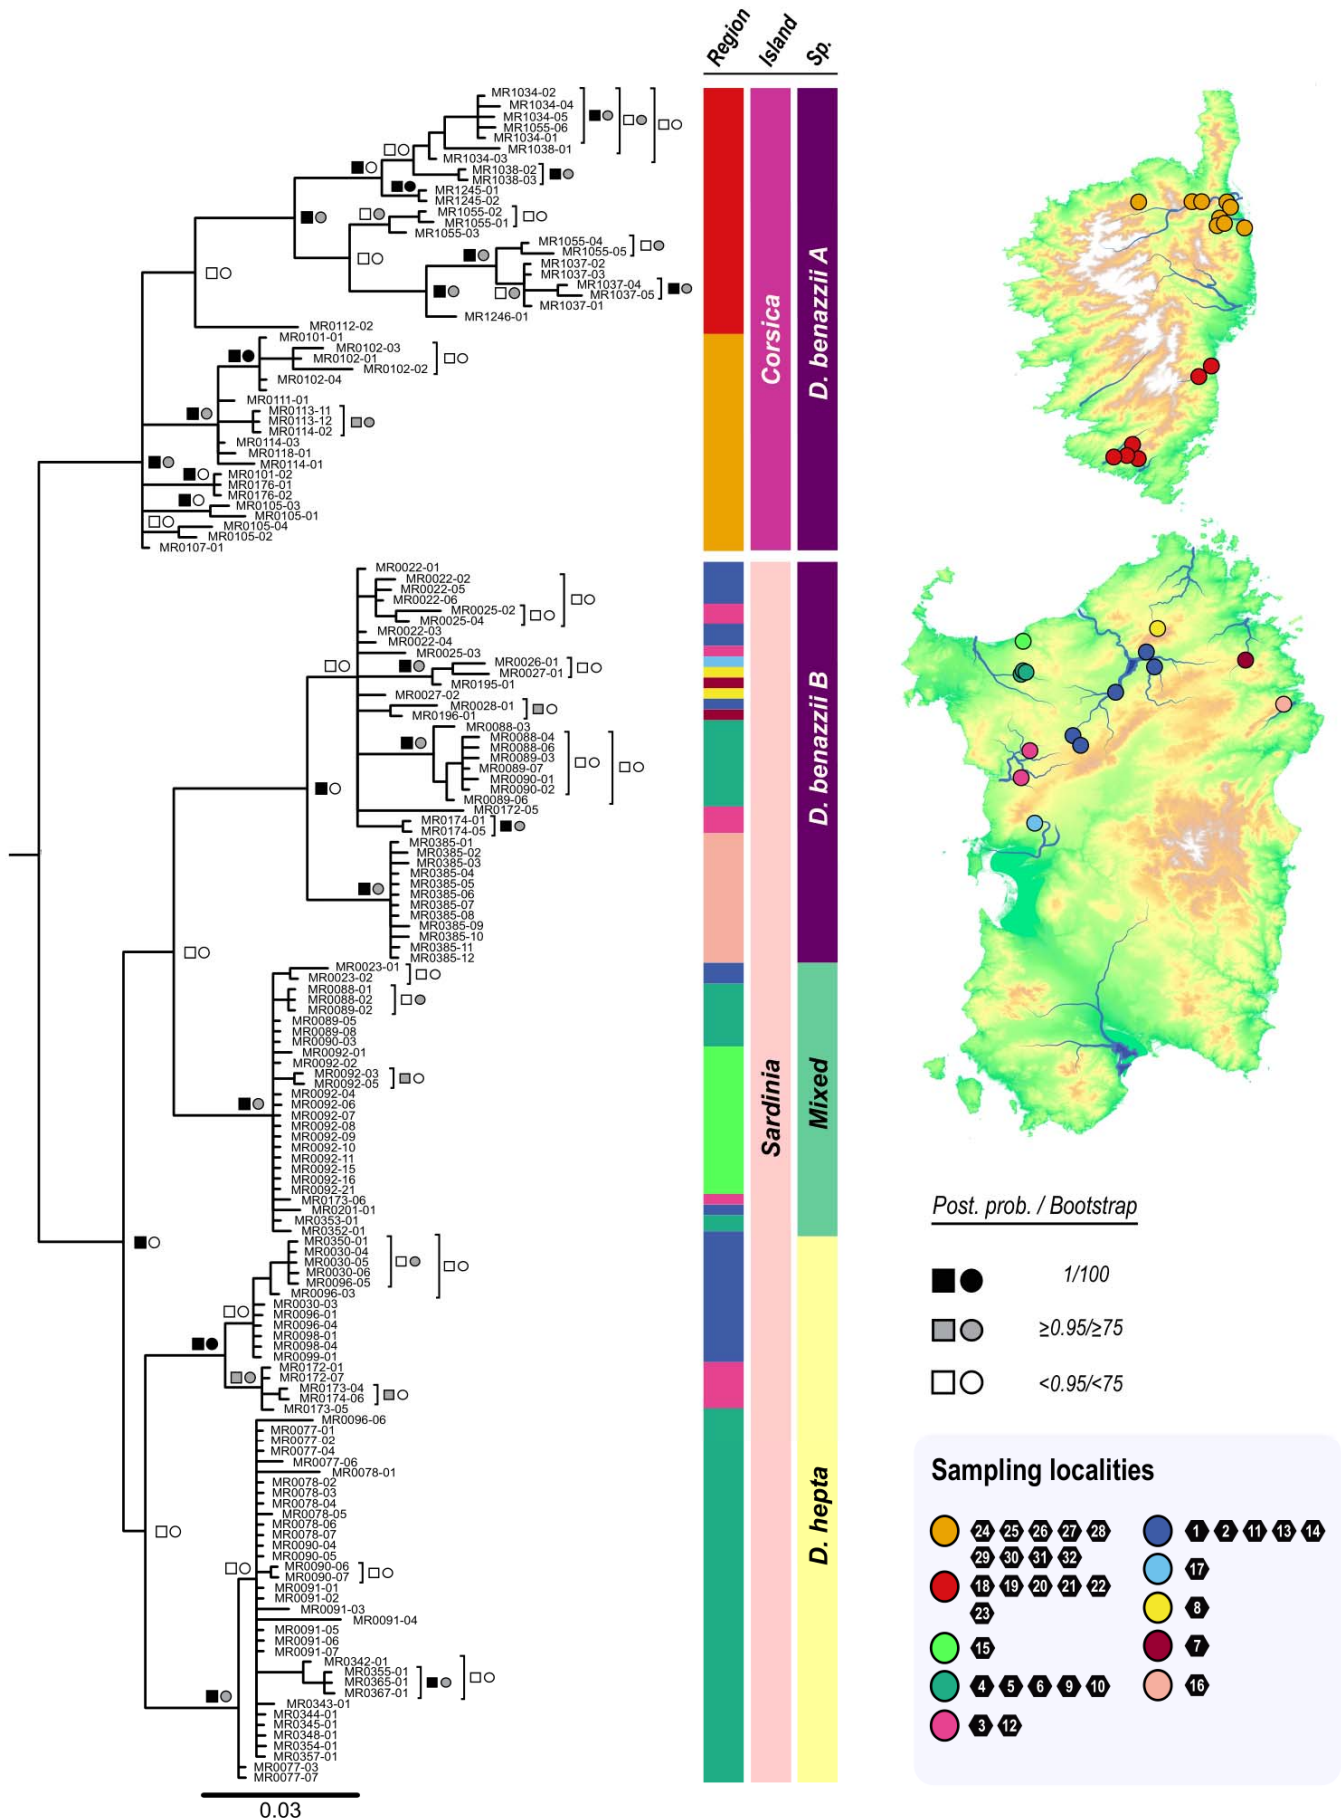 Region
Island
Sp.
MR1034-02
MR1034-04
MR1034-05
MR1055-06
MR1034-01
MR1038-01
MR1034-03
MR1038-02
MR1038-03
MR1245-01
MR1245-02
MR1055-02
MR1055-01
MR1055-03
MR1055-04
MR1055-05
MR1037-02
MR1037-03
MR1037-04
MR1037-05
MR1037-01
MR1246-01
MR0112-02
MR0101-01
MR0102-03
MR0102-01
MR0102-02
MR0102-04
MR0111-01
MR0113-11
MR0113-12
MR0114-02
MR0114-03
MR0118-01
MR0114-01
MR0101-02
MR0176-01
MR0176-02
MR0105-03
MR0105-01
MR0105-04
MR0105-02
MR0107-01
Corsica
D. benazzii A
MR0022-01
MR0022-02
MR0022-05
MR0022-06
MR0025-02
MR0025-04
MR0022-03
MR0022-04
MR0025-03
MR0026-01
MR0027-01
MR0195-01
MR0027-02
MR0028-01
MR0196-01
MR0088-03
MR0088-04
MR0088-06
MR0089-03
MR0089-07
MR0090-01
MR0090-02
MR0089-06
MR0172-05
MR0174-01
MR0174-05
MR0385-01
MR0385-02
MR0385-03
MR0385-04
MR0385-05
MR0385-06
MR0385-07
MR0385-08
MR0385-09
MR0385-10
MR0385-11
MR0385-12
D. benazzii B
MR0023-01
MR0023-02
MR0088-01
MR0088-02
MR0089-02
MR0089-05
MR0089-08
MR0090-03
MR0092-01
MR0092-02
MR0092-03
MR0092-05
MR0092-04
MR0092-06
MR0092-07
MR0092-08
MR0092-09
MR0092-10
MR0092-11
MR0092-15
MR0092-16
MR0092-21
MR0173-06
MR0201-01
MR0353-01
MR0352-01
Sardinia
Mixed
MR0350-01
MR0030-04
MR0030-05
MR0030-06
MR0096-05
MR0096-03
MR0030-03
MR0096-01
MR0096-04
MR0098-01
MR0098-04
MR0099-01
MR0172-01
MR0172-07
MR0173-04
MR0174-06
MR0173-05
MR0096-06
MR0077-01
MR0077-02
MR0077-04
MR0077-06
MR0078-01
MR0078-02
MR0078-03
MR0078-04
MR0078-05
MR0078-06
MR0078-07
MR0090-04
MR0090-05
MR0090-06
MR0090-07
MR0091-01
MR0091-02
MR0091-03
MR0091-04
MR0091-05
MR0091-06
MR0091-07
MR0342-01
MR0355-01
MR0365-01
MR0367-01
MR0343-01
MR0344-01
MR0345-01
MR0348-01
MR0354-01
MR0357-01
MR0077-03
MR0077-07
D. hepta
0.03
Post. prob. / Bootstrap
1/100
≥0.95/≥75
<0.95/<75
Sampling localities
24 25 26 27 28
29 30 31 32
18 19 20 21 22
23
15
4 5 6 9 10
3 12
1 2 11 13 14
17
8
7
16